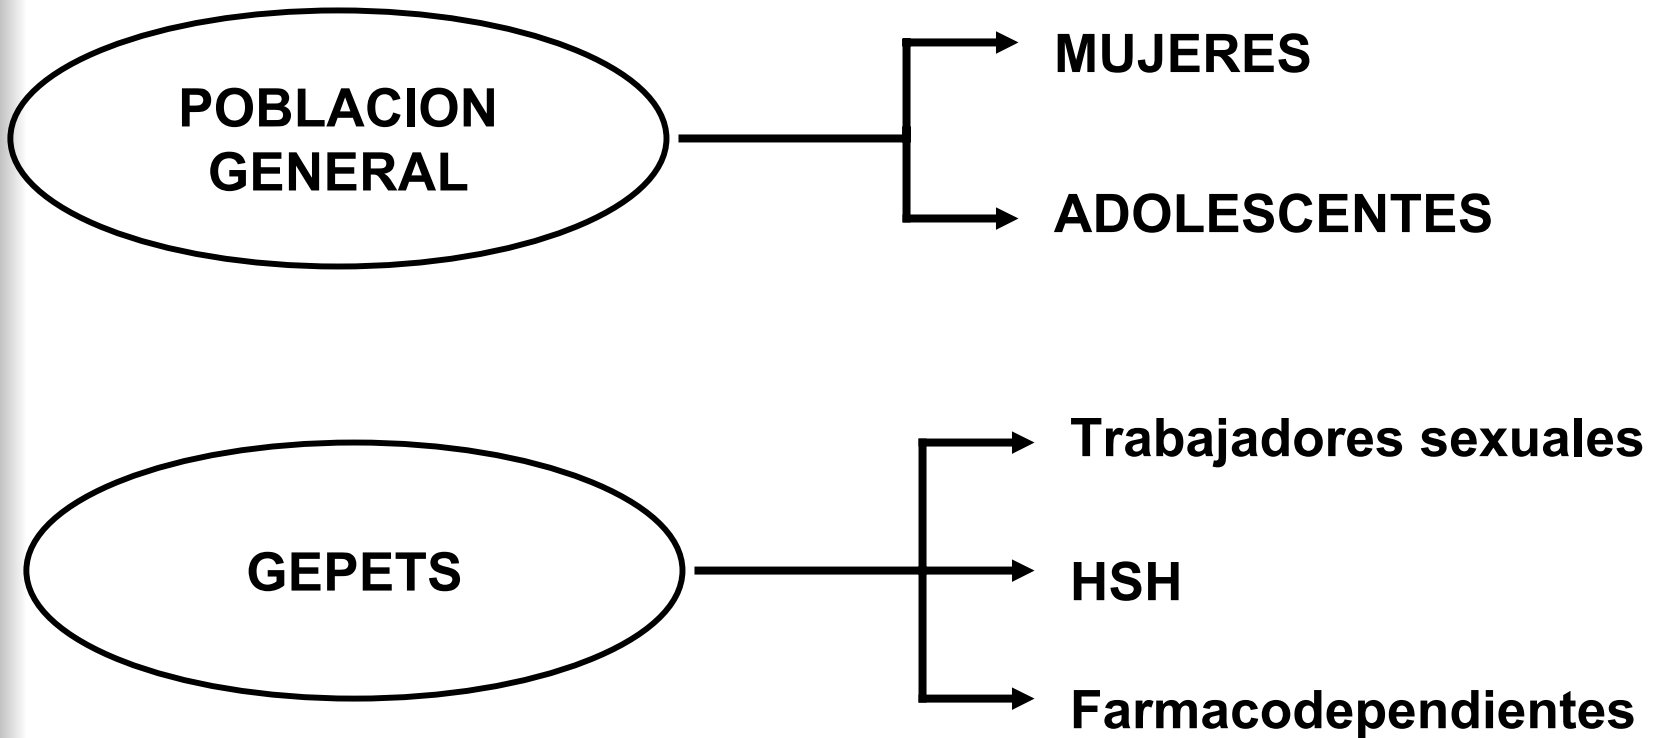 POBLACION
GENERAL
MUJERES
ADOLESCENTES
GEPETS
Trabajadores sexuales
HSH
Farmacodependientes